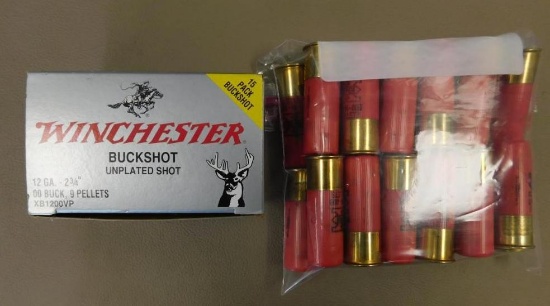 15
PACK
BUCKSHOT
WINCHESTER
BUCKSHOT
UNPLATED SHOT
12 GA. - 2¾"
00 BUCK, 9 PELLETS
XB1200VP